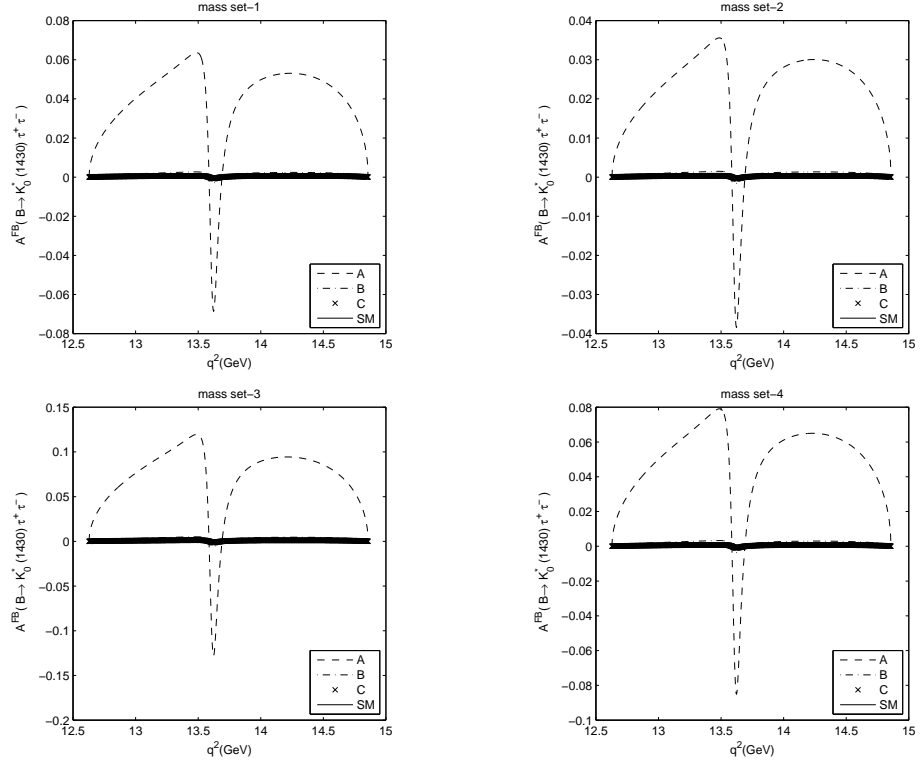 mass set−1
A^FB ( B→ K_0^* (1430) τ^+ τ^− )
0.08
0.06
0.04
0.02
0
−0.02
−0.04
−0.06
−0.08
12.5 13 13.5 14 14.5 15
q^2(GeV)
A
B
C
SM
mass set−2
A^FB ( B→ K_0^* (1430) τ^+ τ^− )
0.04
0.03
0.02
0.01
0
−0.01
−0.02
−0.03
−0.04
12.5 13 13.5 14 14.5 15
q^2(GeV)
A
B
C
SM
mass set−3
A^FB ( B→ K_0^* (1430) τ^+ τ^− )
0.15
0.1
0.05
0
−0.05
−0.1
−0.15
−0.2
12.5 13 13.5 14 14.5 15
q^2(GeV)
A
B
C
SM
mass set−4
A^FB ( B→ K_0^* (1430) τ^+ τ^− )
0.08
0.06
0.04
0.02
0
−0.02
−0.04
−0.06
−0.08
−0.1
12.5 13 13.5 14 14.5 15
q^2(GeV)
A
B
C
SM